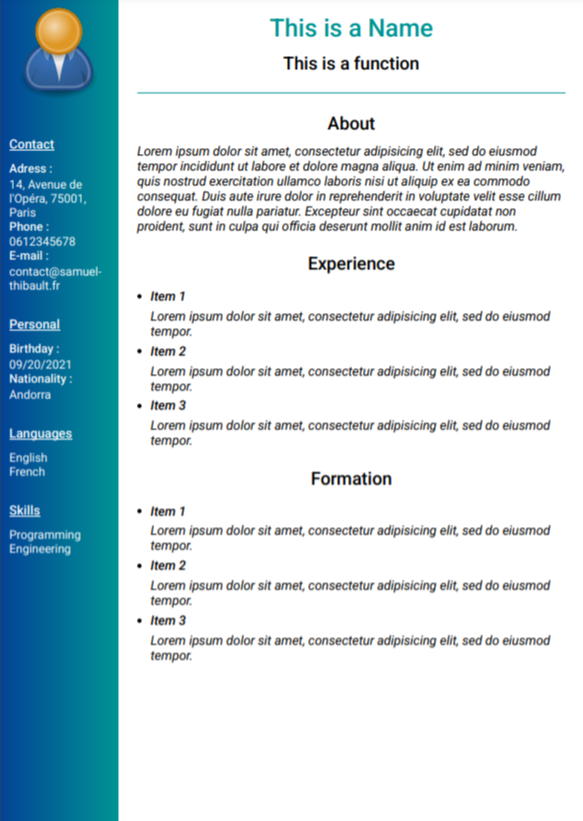 Contact
Adress :
14, Avenue de
l'Opéra, 75001,
Paris
Phone :
0612345678
E-mail :
contact@samuel-
thibault.fr
Personal
Birthday :
09/20/2021
Nationality :
Andorra
Languages
English
French
Skills
Programming
Engineering
This is a Name
This is a function
About
Lorem ipsum dolor sit amet, consectetur adipisicing elit, sed do eiusmod
tempor incididunt ut labore et dolore magna aliqua. Ut enim ad minim veniam,
quis nostrud exercitation ullamco laboris nisi ut aliquip ex ea commodo
consequat. Duis aute irure dolor in reprehenderit in voluptate velit esse cillum
dolore eu fugiat nulla pariatur. Excepteur sint occaecat cupidatat non
proident, sunt in culpa qui officia deserunt mollit anim id est laborum.
Experience
• Item 1
Lorem ipsum dolor sit amet, consectetur adipisicing elit, sed do eiusmod
tempor.
• Item 2
Lorem ipsum dolor sit amet, consectetur adipisicing elit, sed do eiusmod
tempor.
• Item 3
Lorem ipsum dolor sit amet, consectetur adipisicing elit, sed do eiusmod
tempor.
Formation
• Item 1
Lorem ipsum dolor sit amet, consectetur adipisicing elit, sed do eiusmod
tempor.
• Item 2
Lorem ipsum dolor sit amet, consectetur adipisicing elit, sed do eiusmod
tempor.
• Item 3
Lorem ipsum dolor sit amet, consectetur adipisicing elit, sed do eiusmod
tempor.